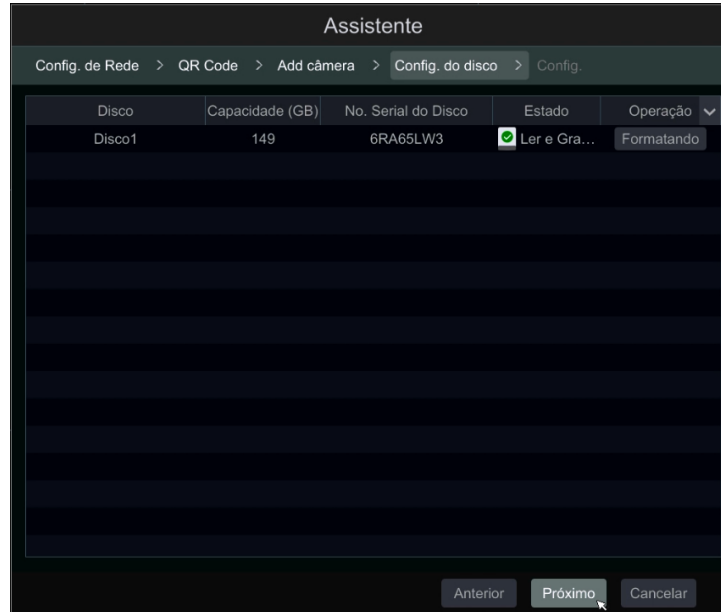 Assistente
Config. de Rede > QR Code > Add câmera > Config. do disco > Config.
Disco Capacidade (GB) No. Serial do Disco Estado Operação
Disco1 149 6RA65LW3 Ler e Gra... Formatando
Anterior Próximo Cancelar